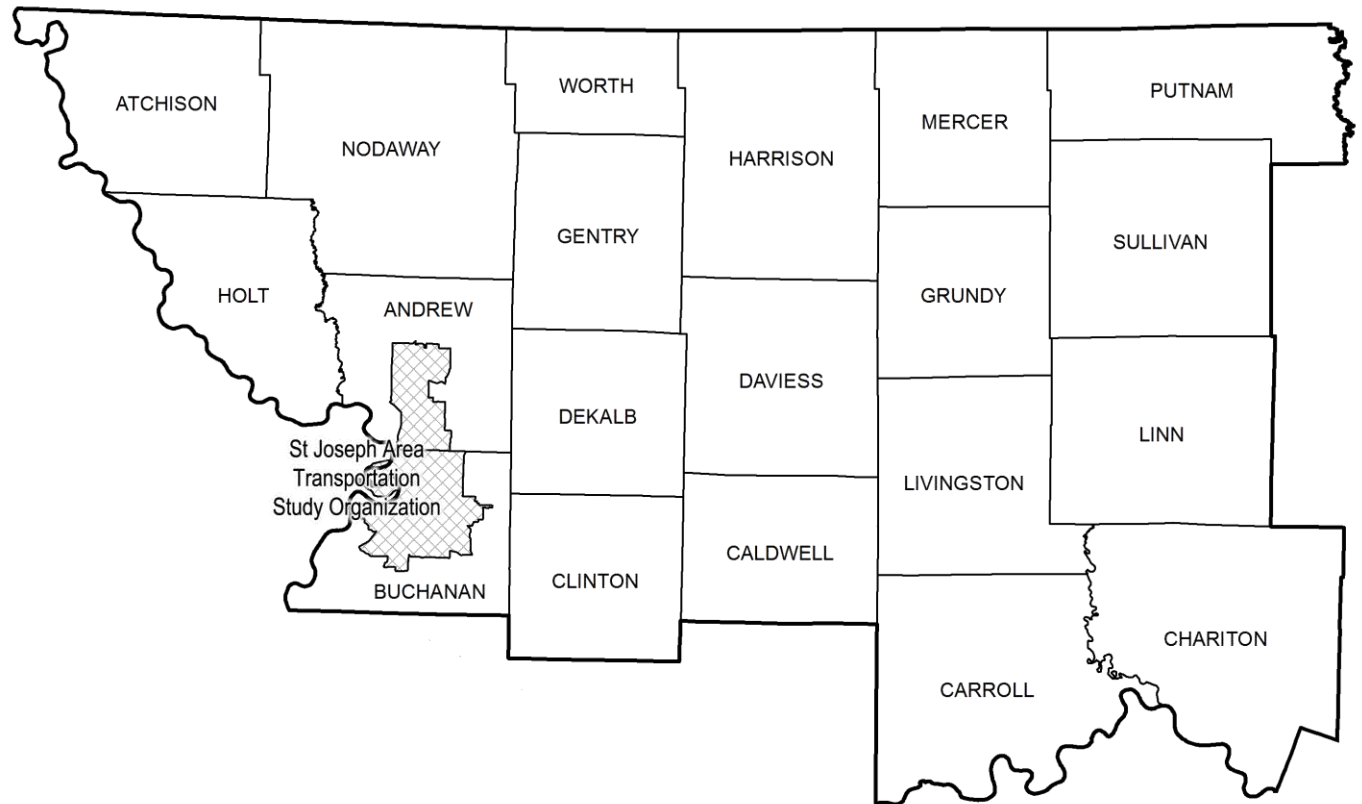 WORTH
PUTNAM
ATCHISON
MERCER
NODAWAY
HARRISON
GENTRY
SULLIVAN
HOLT
GRUNDY
ANDREW
DAVIESS
DEKALB
LINN
St Joseph Area
Transportation
Study Organization
LIVINGSTON
CALDWELL
CLINTON
BUCHANAN
CHARITON
CARROLL